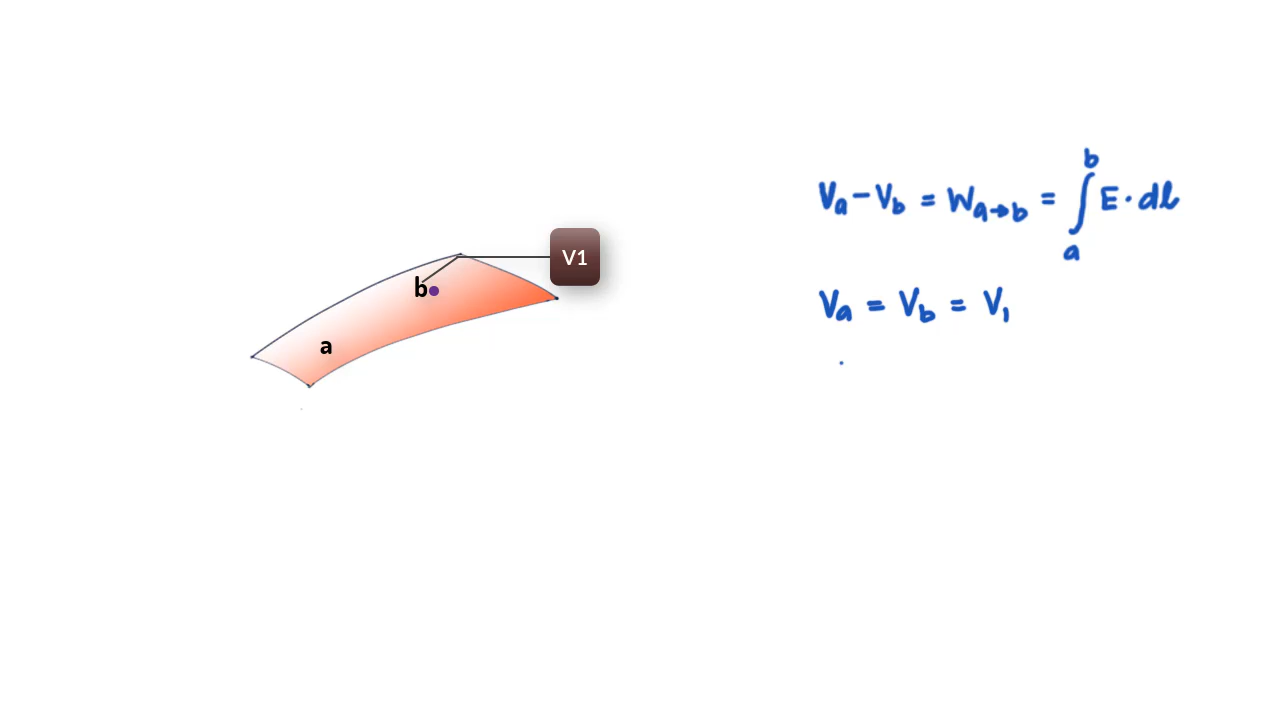 V1
b
a
Va − Vb = Wa→b = ∫ₐᵇ E · dl
Va = Vb = V₁